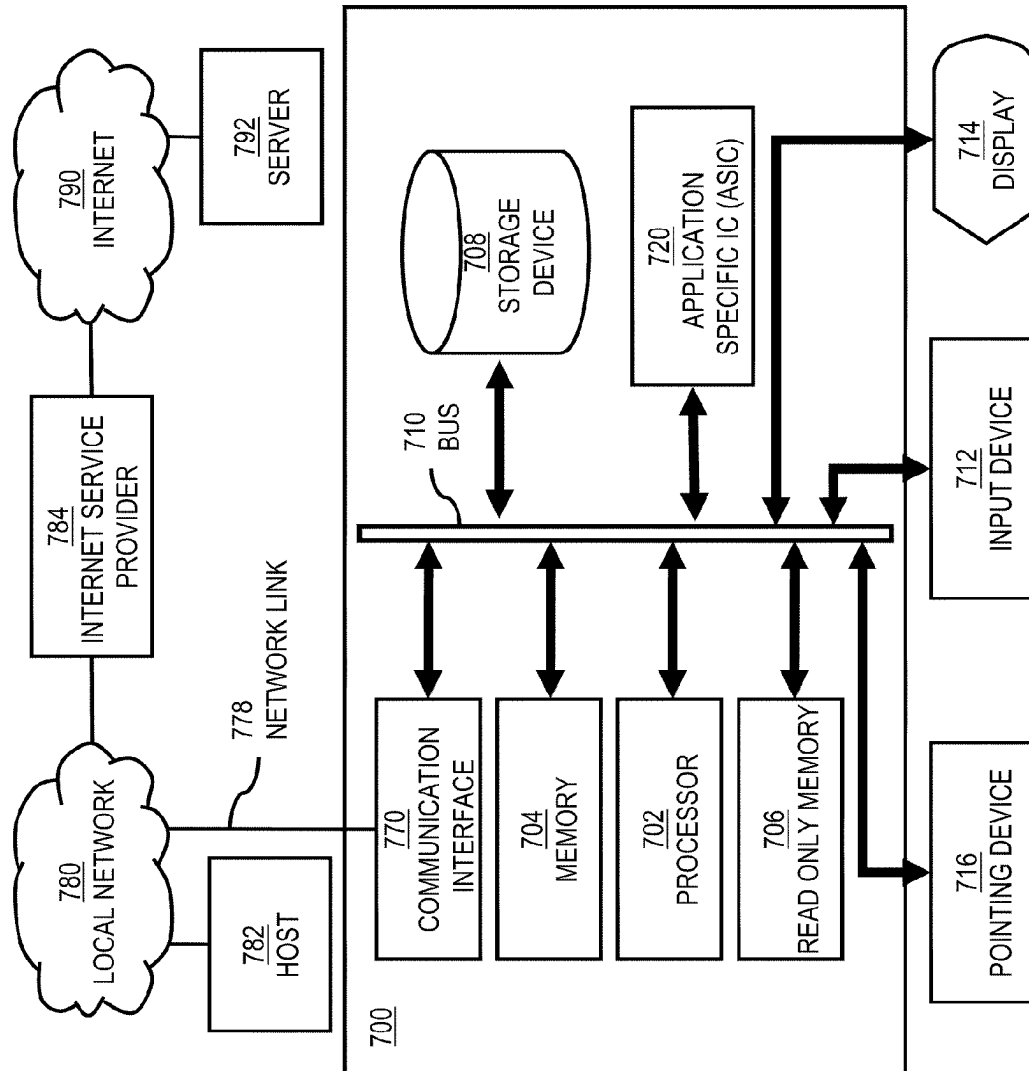 780
LOCAL NETWORK
784
INTERNET SERVICE
PROVIDER
790
INTERNET
782
HOST
778
NETWORK LINK
792
SERVER
700
770
COMMUNICATION
INTERFACE
710
BUS
708
STORAGE
DEVICE
704
MEMORY
702
PROCESSOR
720
APPLICATION
SPECIFIC IC (ASIC)
706
READ ONLY MEMORY
716
POINTING DEVICE
712
INPUT DEVICE
714
DISPLAY